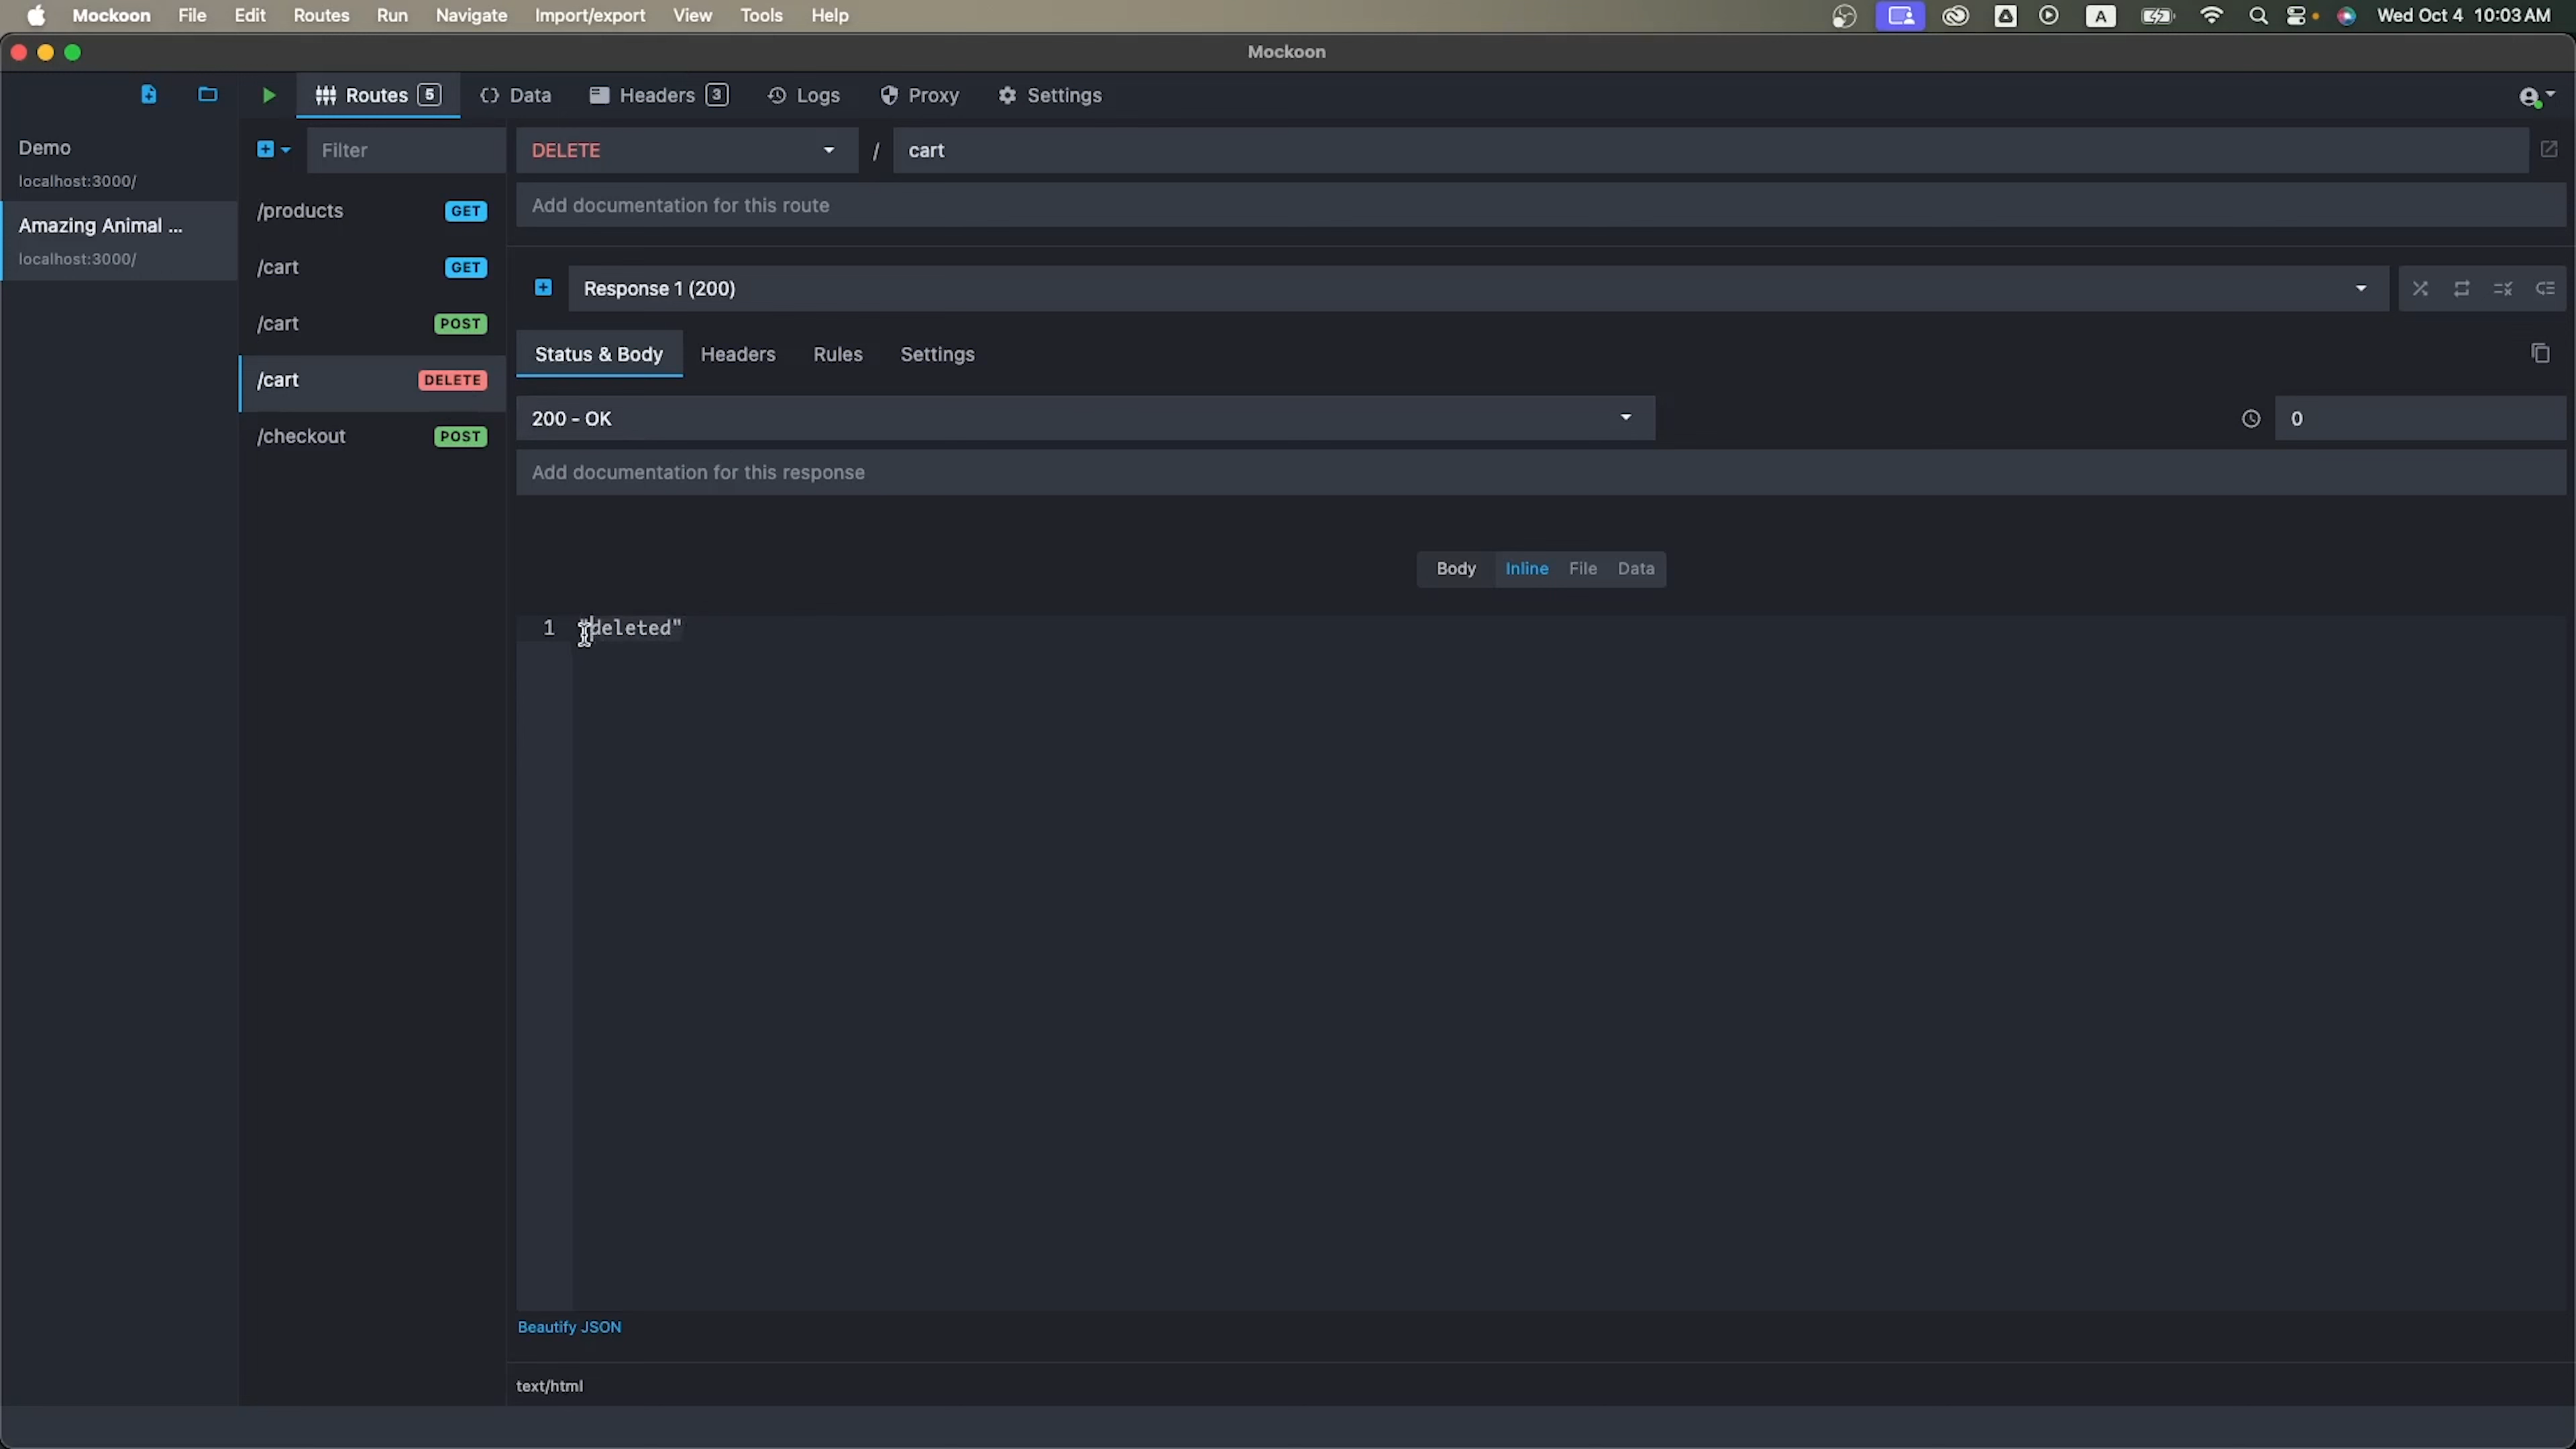 Mockoon File Edit Routes Run Navigate Import/export View Tools Help A Wed Oct 4 10:03 AM
Mockoon
Routes 5 Data Headers 3 Logs Proxy Settings
Demo
localhost:3000/
Amazing Animal ...
localhost:3000/
Filter
/products GET
/cart GET
/cart POST
/cart DELETE
/checkout POST
DELETE / cart
Add documentation for this route
Response 1 (200)
Status & Body Headers Rules Settings
200 - OK 0
Add documentation for this response
Body Inline File Data
1 "deleted"
Beautify JSON
text/html